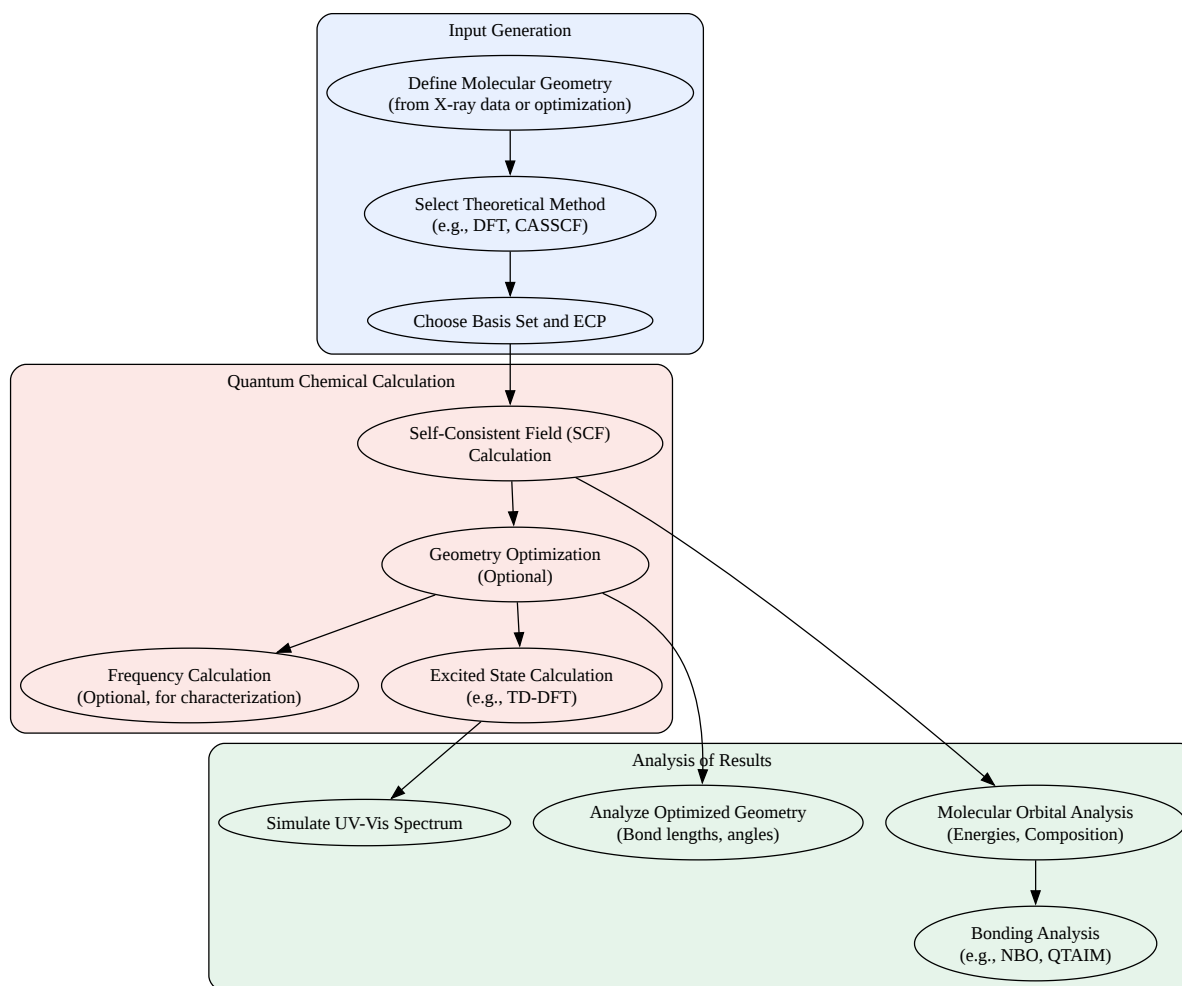 Input Generation
Define Molecular Geometry
(from X-ray data or optimization)
Select Theoretical Method
(e.g., DFT, CASSCF)
Choose Basis Set and ECP
Quantum Chemical Calculation
Self-Consistent Field (SCF)
Calculation
Geometry Optimization
(Optional)
Frequency Calculation
(Optional, for characterization)
Excited State Calculation
(e.g., TD-DFT)
Analysis of Results
Simulate UV-Vis Spectrum
Analyze Optimized Geometry
(Bond lengths, angles)
Molecular Orbital Analysis
(Energies, Composition)
Bonding Analysis
(e.g., NBO, QTAIM)